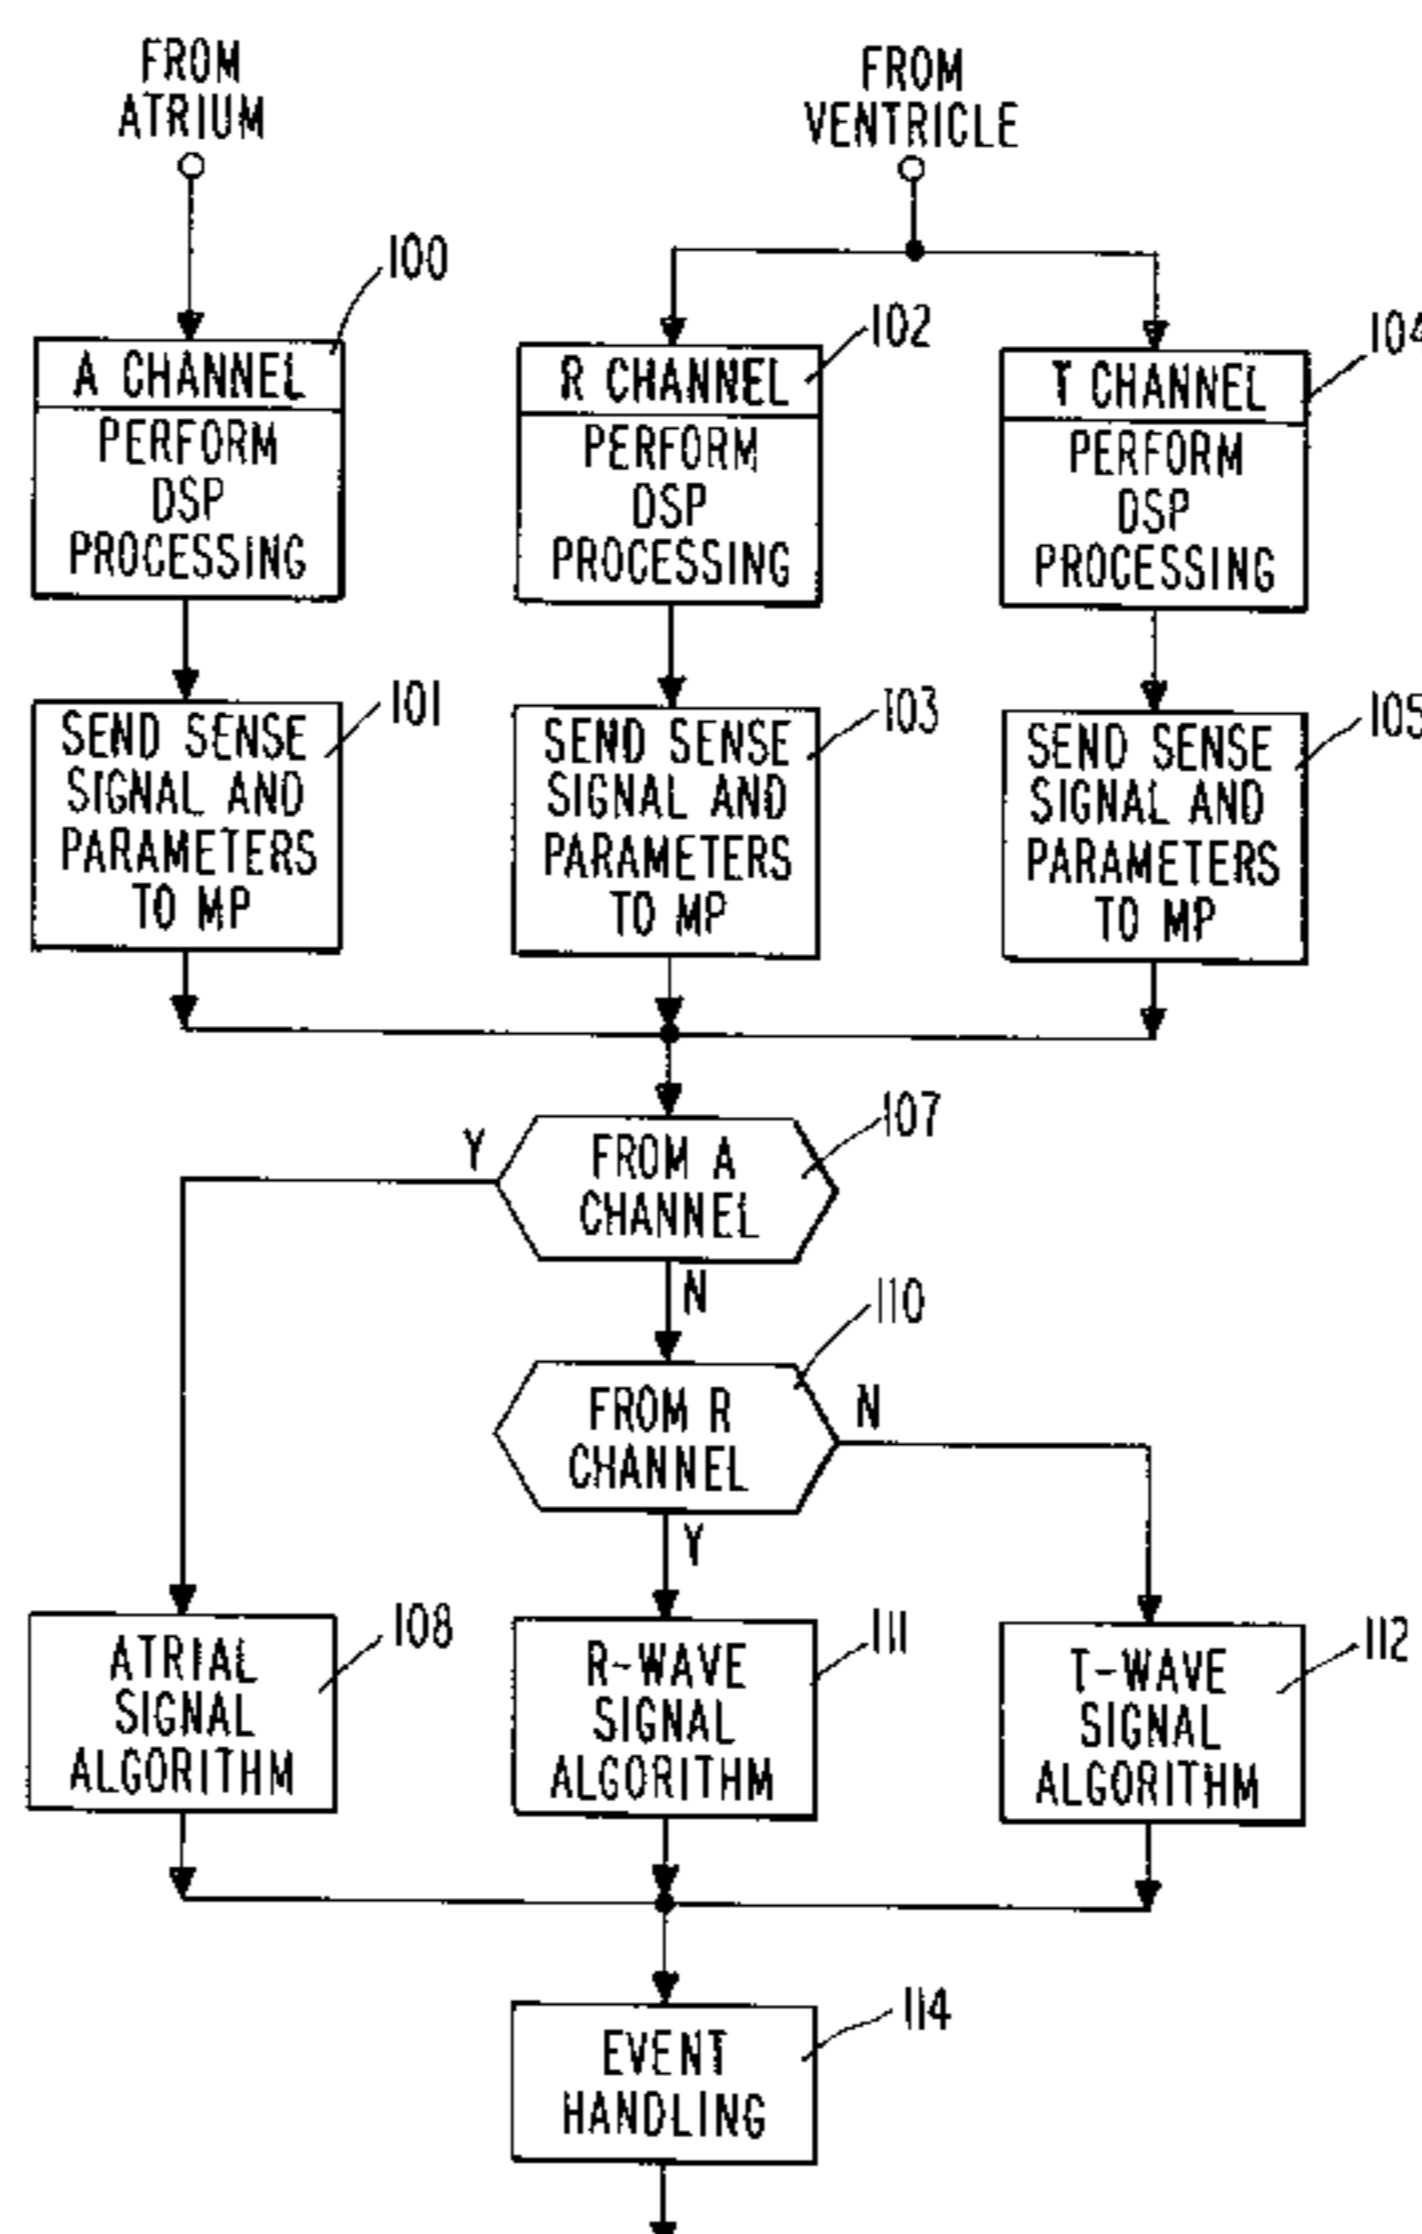 FROM
ATRIUM
FROM
VENTRICLE
100
102
104
A CHANNEL
PERFORM
DSP
PROCESSING
R CHANNEL
PERFORM
DSP
PROCESSING
T CHANNEL
PERFORM
DSP
PROCESSING
101
103
105
SEND SENSE
SIGNAL AND
PARAMETERS
TO MP
SEND SENSE
SIGNAL AND
PARAMETERS
TO MP
SEND SENSE
SIGNAL AND
PARAMETERS
TO MP
107
Y
FROM A
CHANNEL
N
110
FROM R
CHANNEL
N
Y
108
111
112
ATRIAL
SIGNAL
ALGORITHM
R-WAVE
SIGNAL
ALGORITHM
T-WAVE
SIGNAL
ALGORITHM
114
EVENT
HANDLING